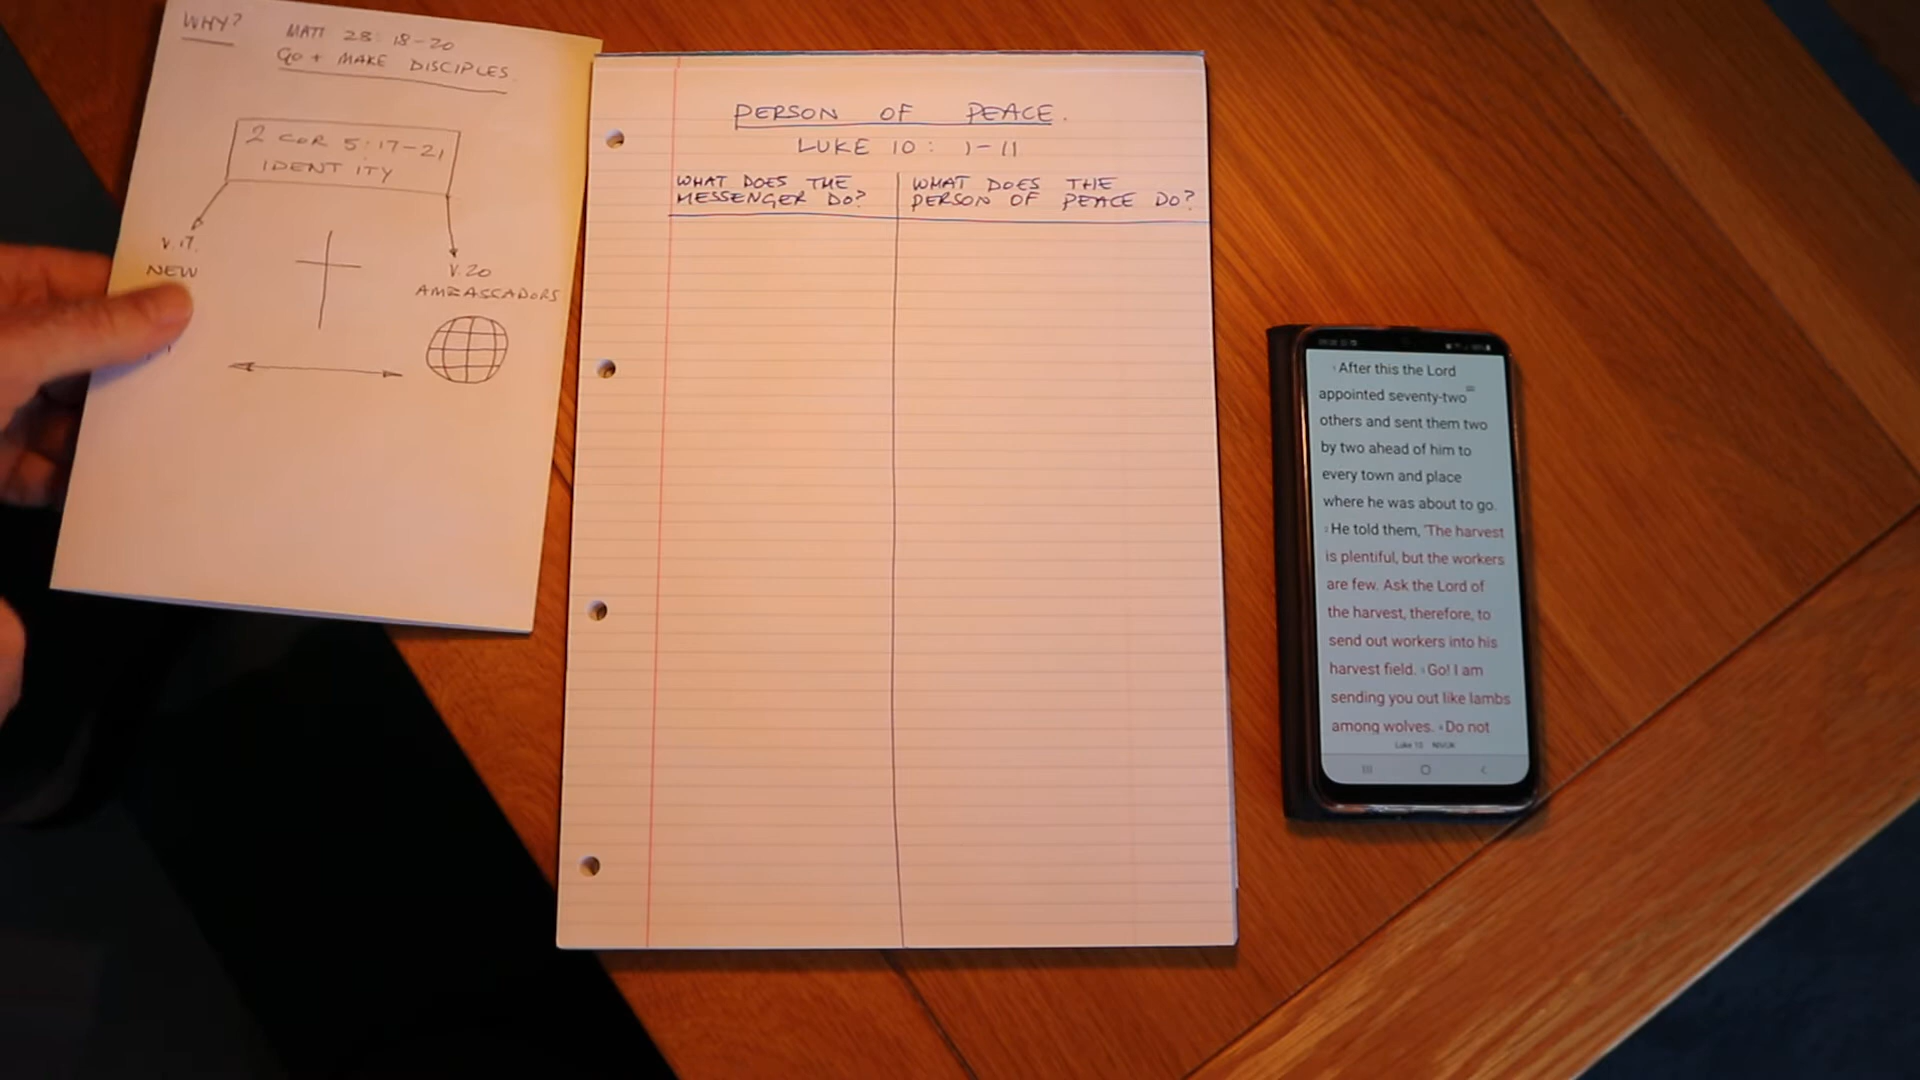 WHY?
MATT 28: 18-20
GO + MAKE DISCIPLES
2 COR 5:17-21
IDENTITY
V.17.
NEW
V.20
AMBASSADORS
PERSON OF PEACE.
LUKE 10: 1-11
WHAT DOES THE
MESSENGER DO?
WHAT DOES THE
PERSON OF PEACE DO?
After this the Lord
appointed seventy-two
others and sent them two
by two ahead of him to
every town and place
where he was about to go.
He told them, 'The harvest
is plentiful, but the workers
are few. Ask the Lord of
the harvest, therefore, to
send out workers into his
harvest field. Go! I am
sending you out like lambs
among wolves. Do not
Luke 10 NIVUK